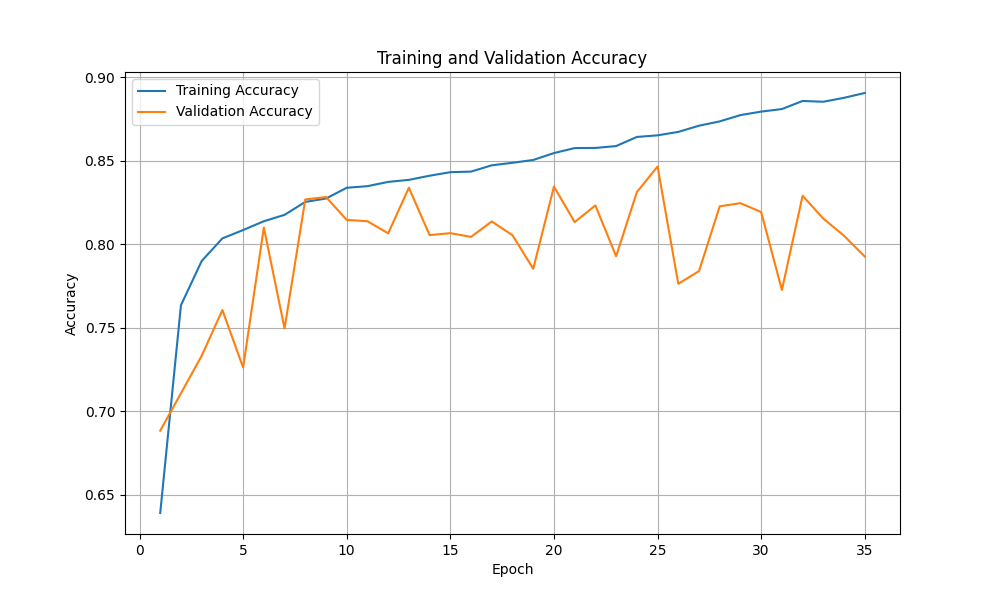 Training and Validation Accuracy
0.90
Training Accuracy
Validation Accuracy
0.85
0.80
0.75
0.70
0.65
Accuracy
0 5 10 15 20 25 30 35
Epoch